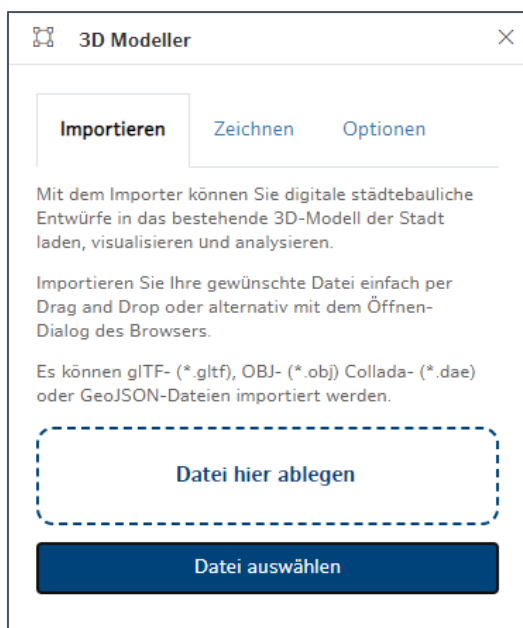 3D Modeller
Importieren Zeichnen Optionen
Mit dem Importer können Sie digitale städtebauliche
Entwürfe in das bestehende 3D-Modell der Stadt
laden, visualisieren und analysieren.
Importieren Sie Ihre gewünschte Datei einfach per
Drag and Drop oder alternativ mit dem Öffnen-
Dialog des Browsers.
Es können glTF- (*.gltf), OBJ- (*.obj) Collada- (*.dae)
oder GeoJSON-Dateien importiert werden.
Datei hier ablegen
Datei auswählen